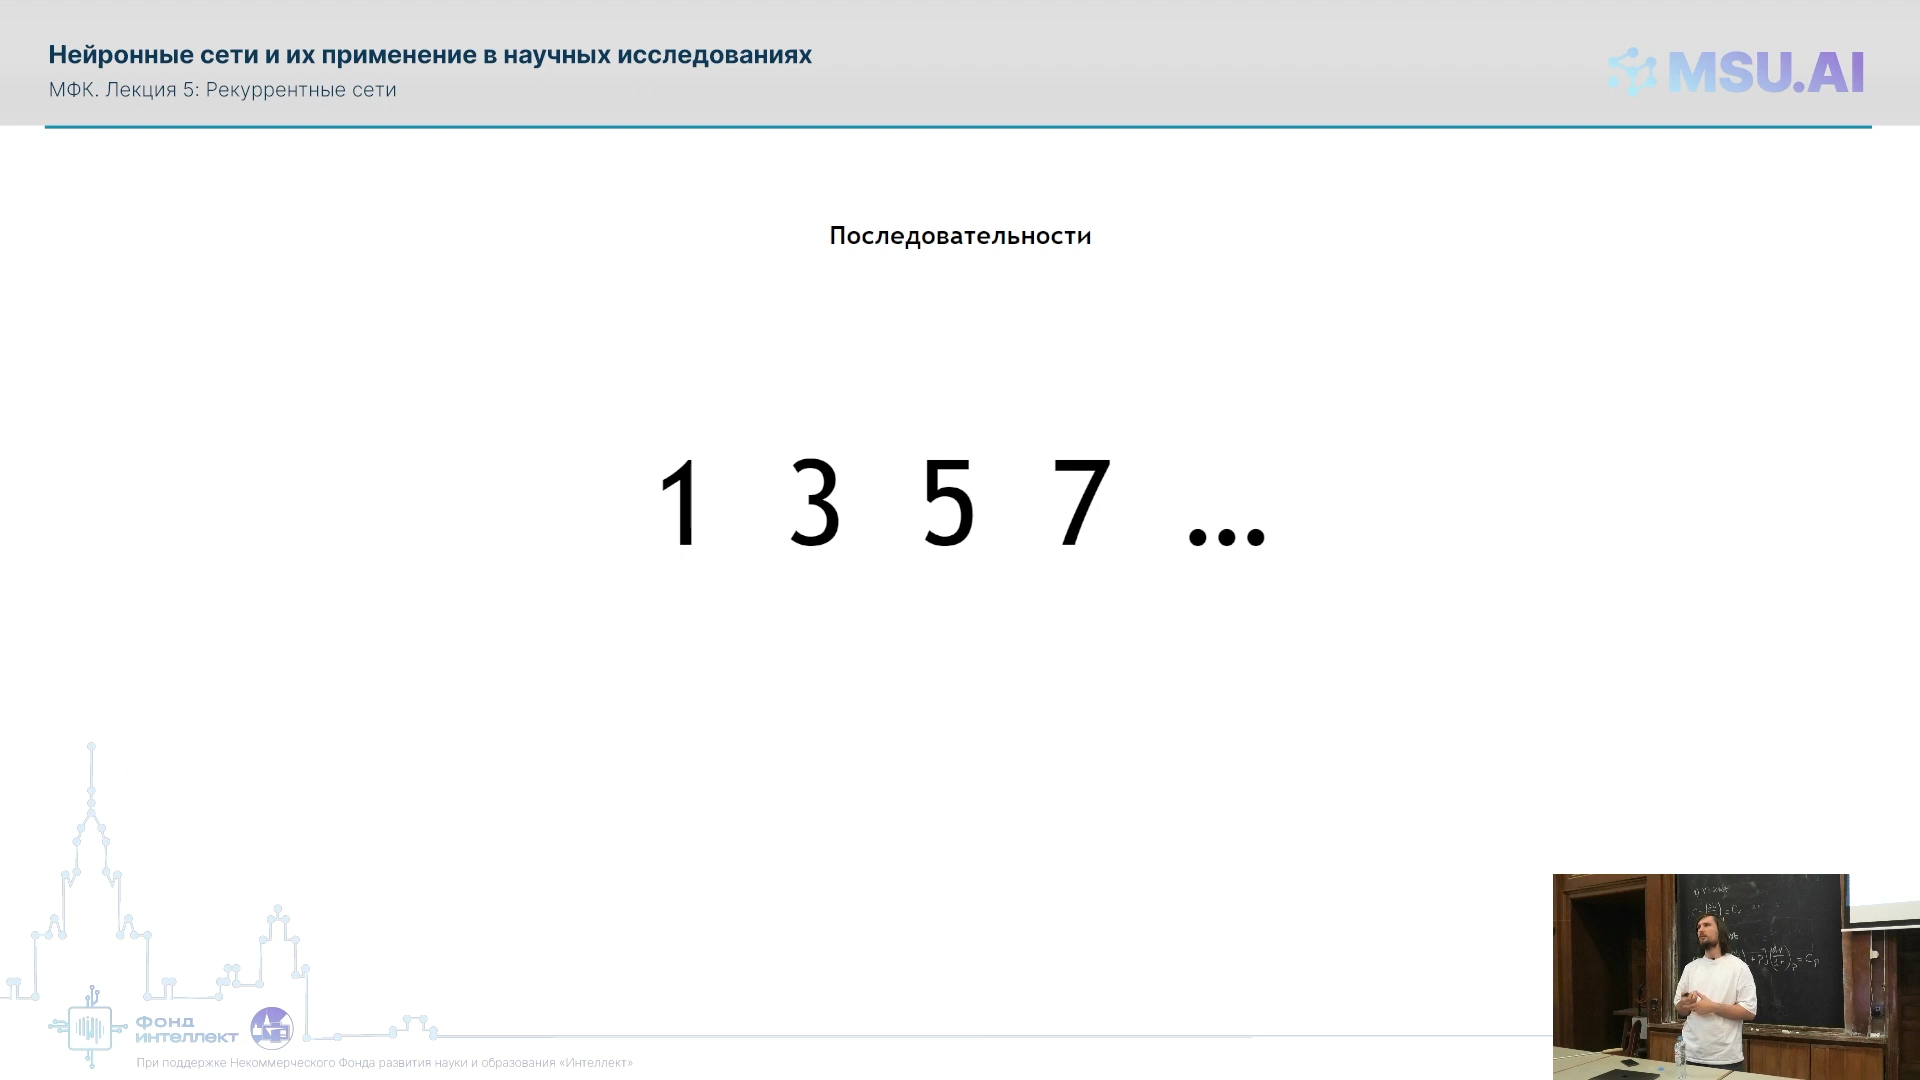 Нейронные сети и их применение в научных исследованиях
МФК. Лекция 5: Рекуррентные сети
MSU.AI
Последовательности
1 3 5 7 ...
ФОНД
ИНТЕЛЛЕКТ
При поддержке Некоммерческого Фонда развития науки и образования «Интеллект»